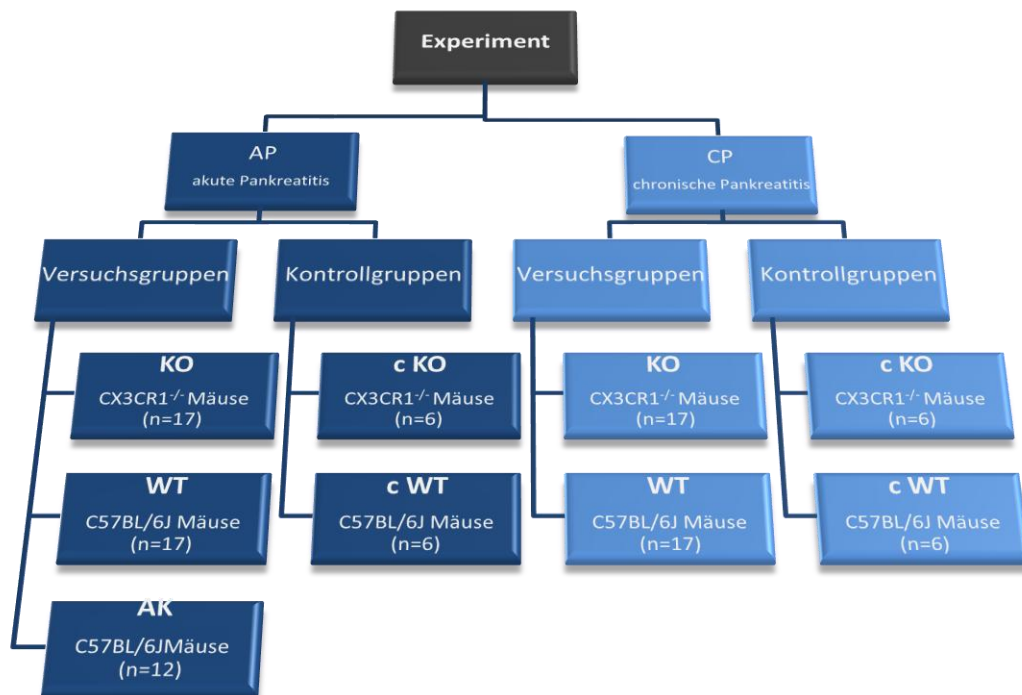 Experiment
AP
akute Pankreatitis
CP
chronische Pankreatitis
Versuchsgruppen
Kontrollgruppen
Versuchsgruppen
Kontrollgruppen
KO
CX3CR1⁻/⁻ Mäuse
(n=17)
c KO
CX3CR1⁻/⁻ Mäuse
(n=6)
KO
CX3CR1⁻/⁻ Mäuse
(n=17)
c KO
CX3CR1⁻/⁻ Mäuse
(n=6)
WT
C57BL/6J Mäuse
(n=17)
c WT
C57BL/6J Mäuse
(n=6)
WT
C57BL/6J Mäuse
(n=17)
c WT
C57BL/6J Mäuse
(n=6)
AK
C57BL/6JMäuse
(n=12)